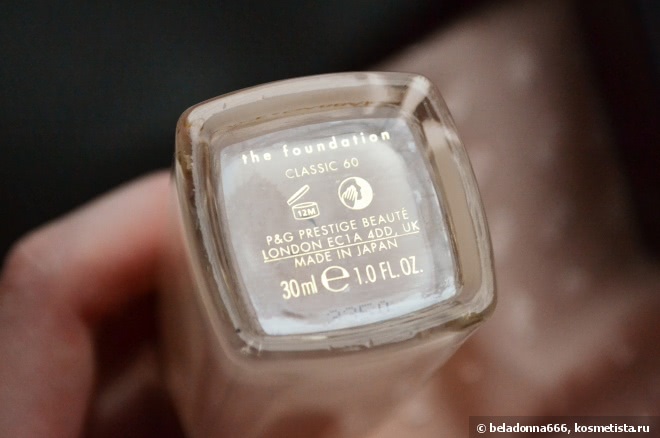 the foundation
CLASSIC 60
12M
P&G PRESTIGE BEAUTÉ
LONDON EC1A 4DD, UK
MADE IN JAPAN
30ml e 1.0 FL.OZ.
© beladonna666, kosmetista.ru